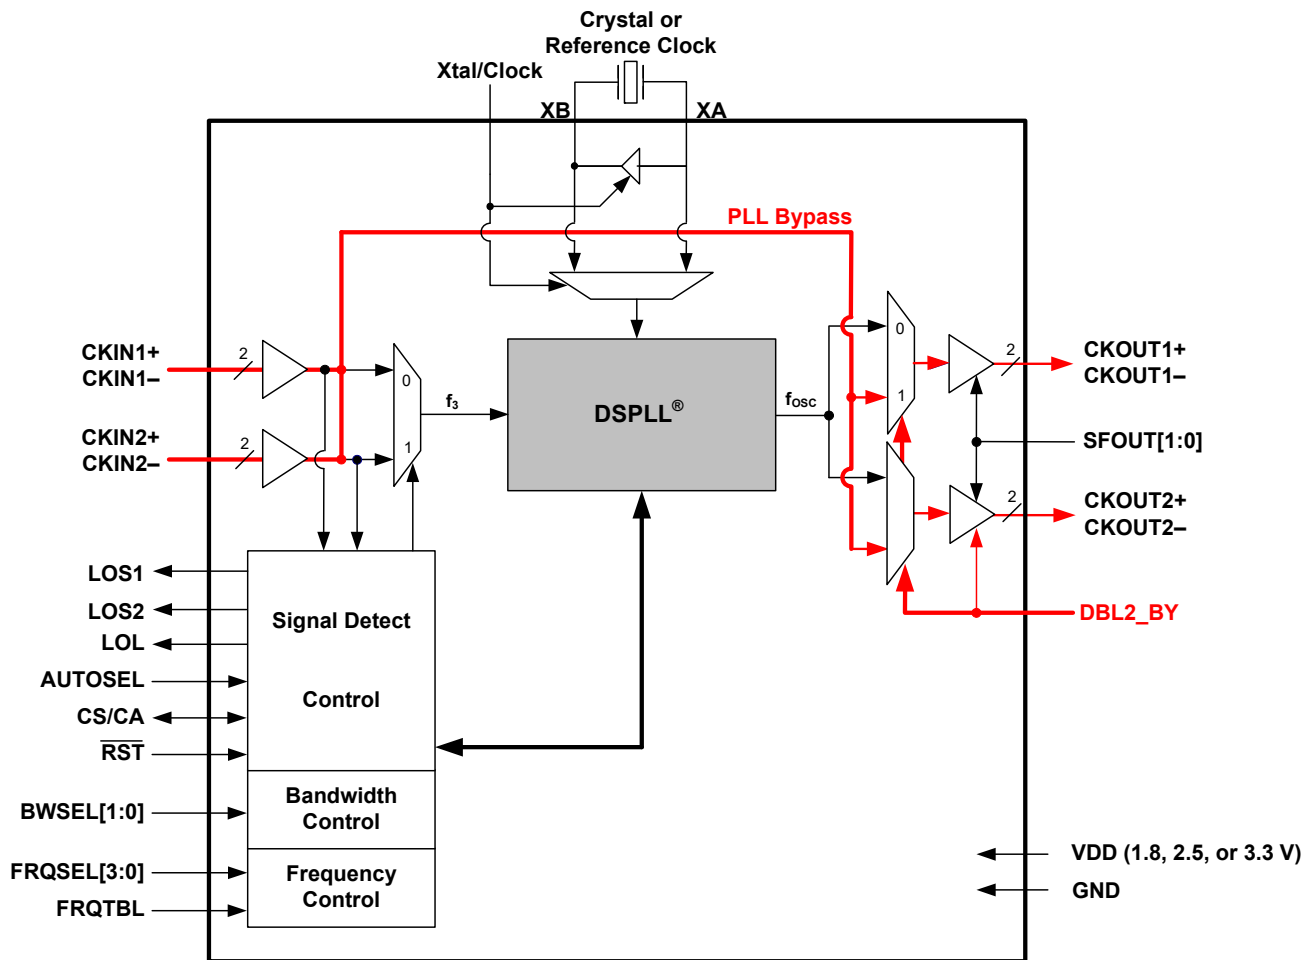 Crystal or
Reference Clock
Xtal/Clock
XB
XA
PLL Bypass
CKIN1+
CKIN1–
2
CKIN2+
CKIN2–
2
0
1
f3
DSPLL®
fOSC
0
1
2
CKOUT1+
CKOUT1–
SFOUT[1:0]
2
CKOUT2+
CKOUT2–
DBL2_BY
LOS1
LOS2
LOL
AUTOSEL
CS/CA
RST
BWSEL[1:0]
FRQSEL[3:0]
FRQTBL
Signal Detect
Control
Bandwidth
Control
Frequency
Control
VDD (1.8, 2.5, or 3.3 V)
GND